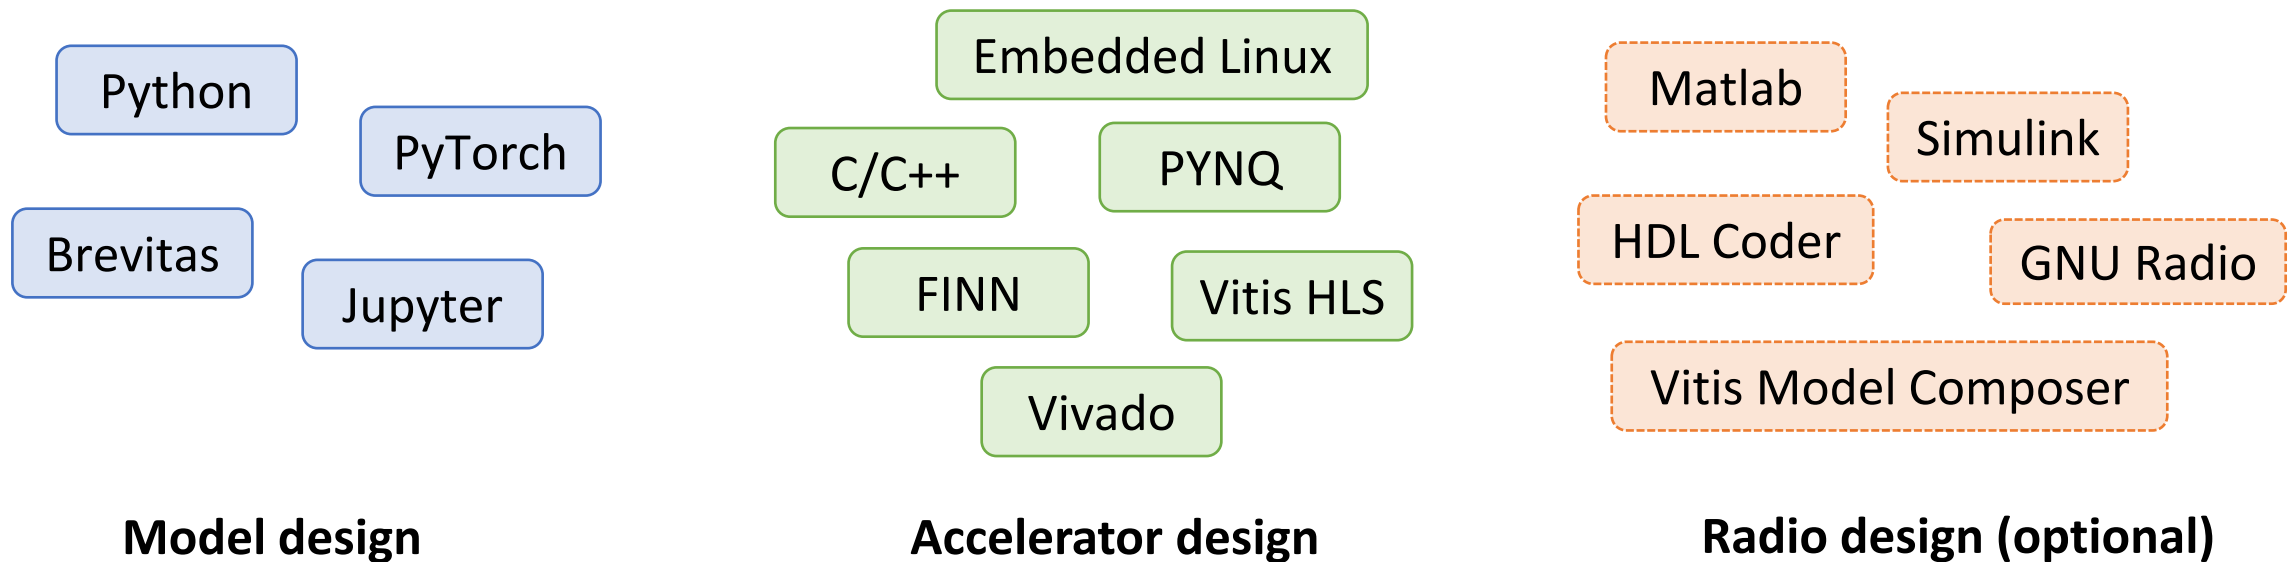 Python
PyTorch
Brevitas
Jupyter
Model design
Embedded Linux
C/C++
PYNQ
FINN
Vitis HLS
Vivado
Accelerator design
Matlab
Simulink
HDL Coder
GNU Radio
Vitis Model Composer
Radio design (optional)